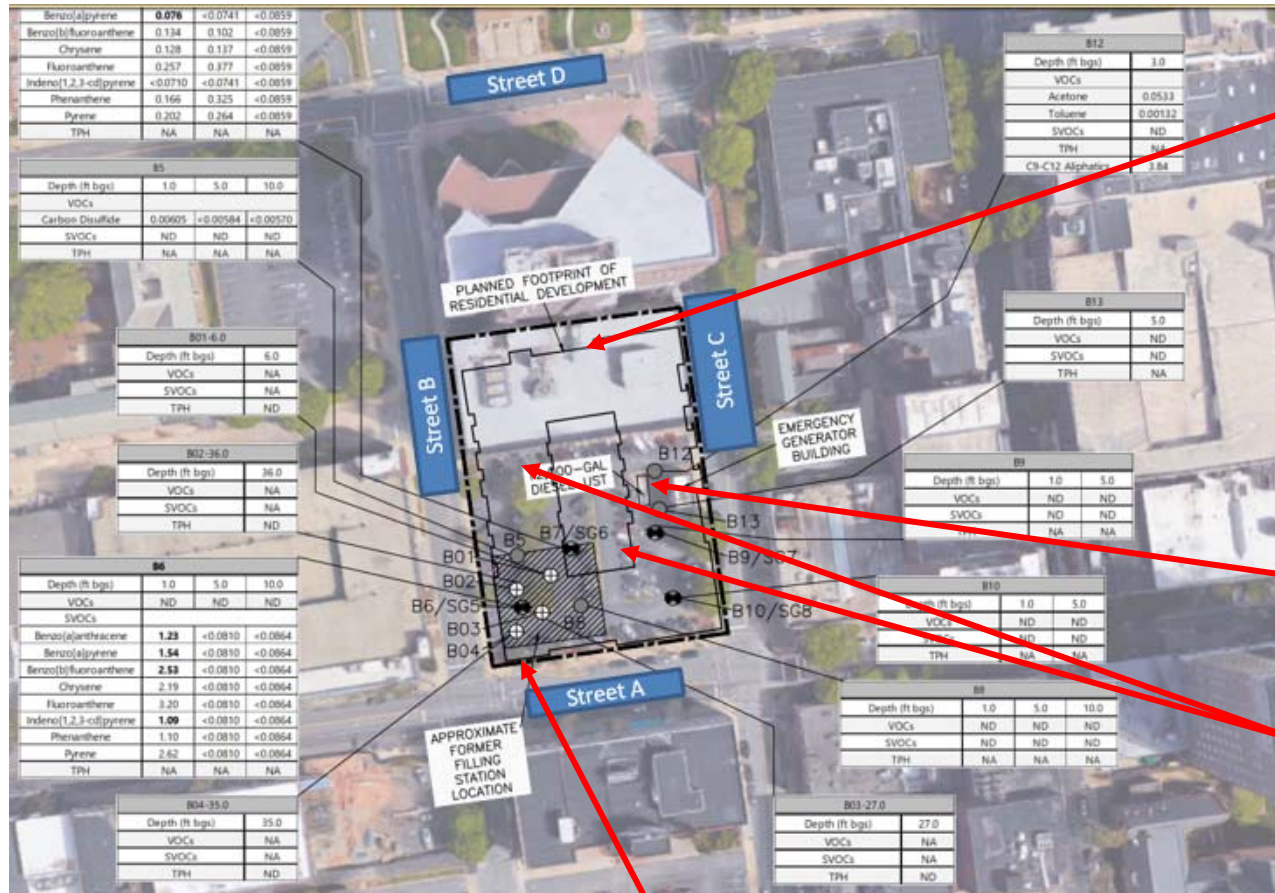 Benzo[a]pyrene 0.076 <0.0741 <0.0859
Benzo[b]fluoroanthene 0.134 0.102 <0.0859
Chrysene 0.128 0.137 <0.0859
Fluoroanthene 0.257 0.377 <0.0859
Indeno[1,2,3-cd]pyrene <0.0710 <0.0741 <0.0859
Phenanthene 0.166 0.325 <0.0859
Pyrene 0.202 0.264 <0.0859
TPH NA NA NA
B5
Depth (ft bgs) 1.0 5.0 10.0
VOCs
Carbon Disulfide 0.00605 <0.00584 <0.00570
SVOCs ND ND ND
TPH NA NA NA
B01-6.0
Depth (ft bgs) 6.0
VOCs NA
SVOCs NA
TPH ND
B02-36.0
Depth (ft bgs) 36.0
VOCs NA
SVOCs NA
TPH ND
B6
Depth (ft bgs) 1.0 5.0 10.0
VOCs ND ND ND
SVOCs
Benzo[a]anthracene 1.23 <0.0810 <0.0864
Benzo[a]pyrene 1.54 <0.0810 <0.0864
Benzo[b]fluoroanthene 2.53 <0.0810 <0.0864
Chrysene 2.19 <0.0810 <0.0864
Fluoroanthene 3.20 <0.0810 <0.0864
Indeno[1,2,3-cd]pyrene 1.09 <0.0810 <0.0864
Phenanthene 1.10 <0.0810 <0.0864
Pyrene 2.62 <0.0810 <0.0864
TPH NA NA NA
B04-35.0
Depth (ft bgs) 35.0
VOCs NA
SVOCs NA
TPH ND
Street D
PLANNED FOOTPRINT OF
RESIDENTIAL DEVELOPMENT
Street B
Street C
EMERGENCY
GENERATOR
BUILDING
00-GAL
DIESEL UST
B12
B13
B7/SG6
B9/SG7
B5
B01
B02
B6/SG5
B8
B10/SG8
B03
B04
Street A
APPROXIMATE
FORMER
FILLING
STATION
LOCATION
B12
Depth (ft bgs) 3.0
VOCs
Acetone 0.0533
Toluene 0.00132
SVOCs ND
TPH NA
C9-C12 Aliphatics 3.84
B13
Depth (ft bgs) 5.0
VOCs ND
SVOCs ND
TPH NA
B9
Depth (ft bgs) 1.0 5.0
VOCs ND ND
SVOCs ND ND
TPH NA NA
B10
Depth (ft bgs) 1.0 5.0
VOCs ND ND
SVOCs ND ND
TPH NA NA
B8
Depth (ft bgs) 1.0 5.0 10.0
VOCs ND ND ND
SVOCs ND ND ND
TPH NA NA NA
B03-27.0
Depth (ft bgs) 27.0
VOCs NA
SVOCs NA
TPH ND